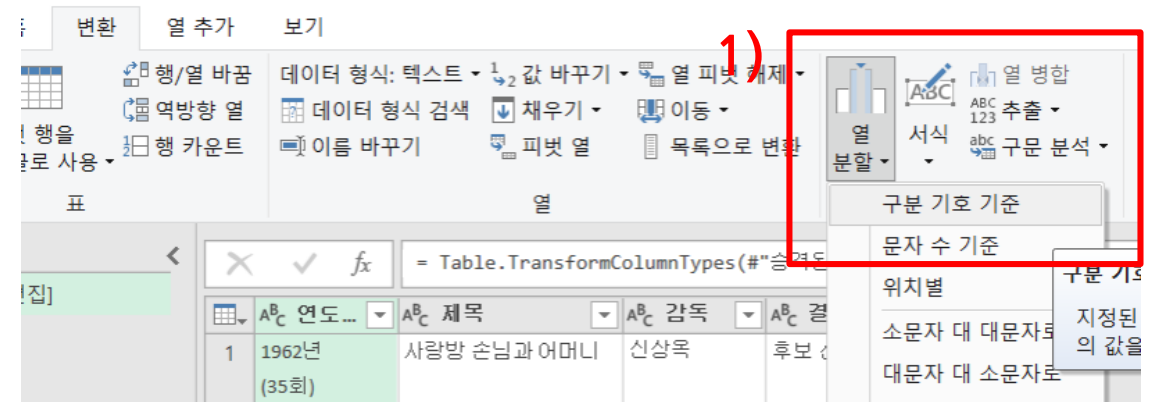 변환 열 추가 보기
1)
행/열 바꿈 데이터 형식: 텍스트 값 바꾸기 열 피벗 해제 열 병합
역방향 열 데이터 형식 검색 채우기 이동 추출
행을 행 카운트 이름 바꾸기 피벗 열 목록으로 변환 열 서식 구문 분석
로 사용 분할
표 열
구분 기호 기준
문자 수 기준
위치별
소문자 대 대문자로
대문자 대 소문자로
구분 기호
지정된
의 값을
fx = Table.TransformColumnTypes(#"승격된
편집]
연도... 제목 감독 결
1 1962년 사랑방 손님과 어머니 신상옥 후보
(35회)